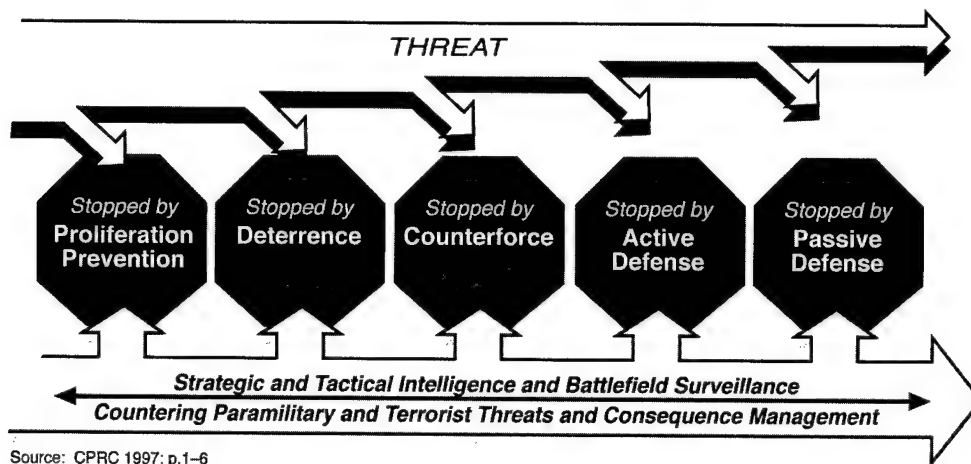 THREAT
Stopped by
Proliferation
Prevention
Stopped by
Deterrence
Stopped by
Counterforce
Stopped by
Active
Defense
Stopped by
Passive
Defense
Strategic and Tactical Intelligence and Battlefield Surveillance
Countering Paramilitary and Terrorist Threats and Consequence Management
Source: CPRC 1997: p.1–6